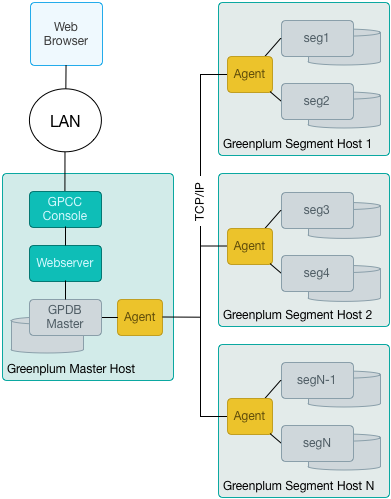 Web
Browser
LAN
GPCC
Console
Webserver
GPDB
Master
Agent
Greenplum Master Host
TCP/IP
Agent
seg1
seg2
Greenplum Segment Host 1
Agent
seg3
seg4
Greenplum Segment Host 2
Agent
segN-1
segN
Greenplum Segment Host N